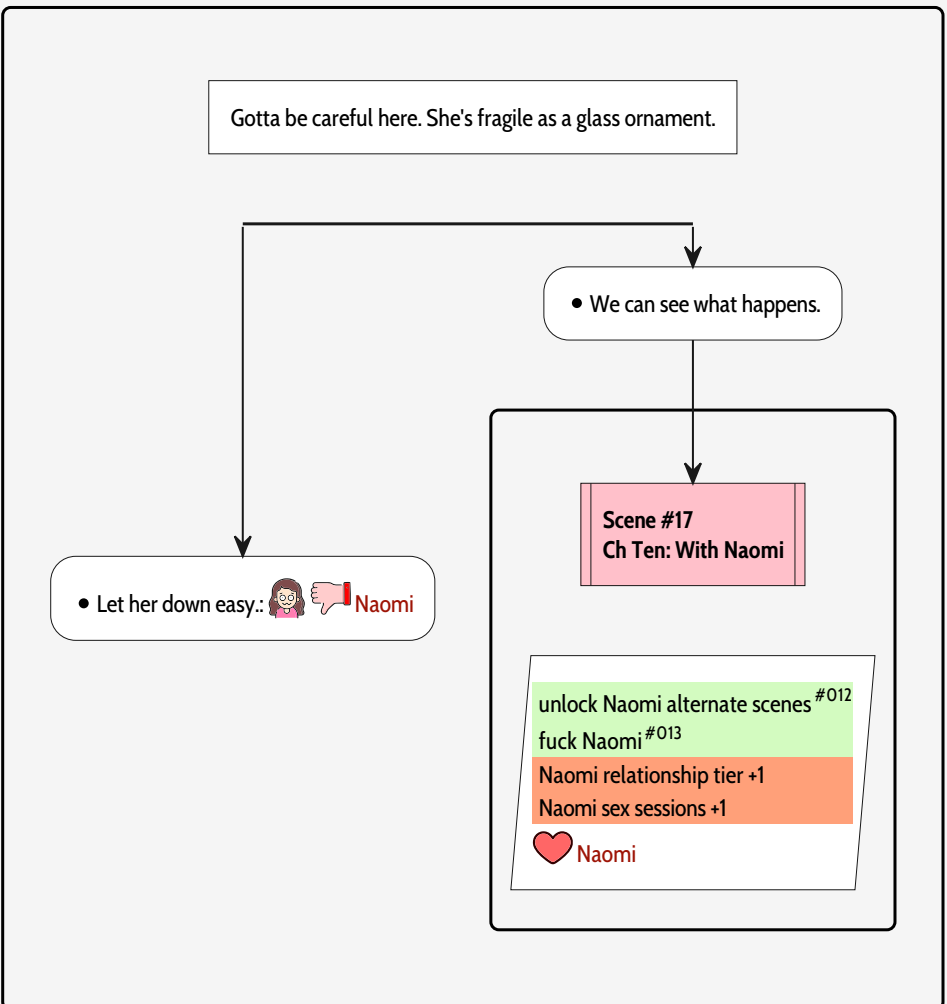 Gotta be careful here. She's fragile as a glass ornament.
• We can see what happens.
Scene #17
Ch Ten: With Naomi
• Let her down easy.: Naomi
unlock Naomi alternate scenes #012
fuck Naomi #013
Naomi relationship tier +1
Naomi sex sessions +1
Naomi